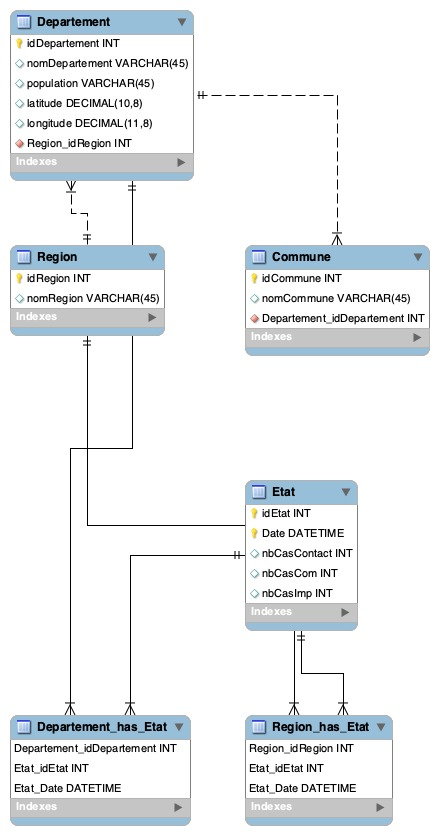 Departement
idDepartement INT
nomDepartement VARCHAR(45)
population VARCHAR(45)
latitude DECIMAL(10,8)
longitude DECIMAL(11,8)
Region_idRegion INT
Indexes
Region
idRegion INT
nomRegion VARCHAR(45)
Indexes
Commune
idCommune INT
nomCommune VARCHAR(45)
Departement_idDepartement INT
Indexes
Etat
idEtat INT
Date DATETIME
nbCasContact INT
nbCasCom INT
nbCasImp INT
Indexes
Departement_has_Etat
Departement_idDepartement INT
Etat_idEtat INT
Etat_Date DATETIME
Indexes
Region_has_Etat
Region_idRegion INT
Etat_idEtat INT
Etat_Date DATETIME
Indexes